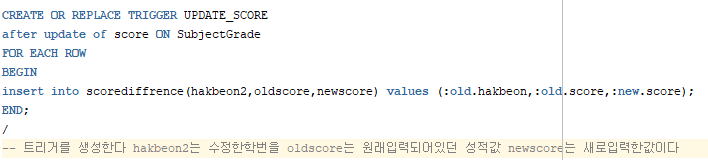 CREATE OR REPLACE TRIGGER UPDATE_SCORE
after update of score ON SubjectGrade
FOR EACH ROW
BEGIN
insert into scorediffrence(hakbeon2,oldscore,newscore) values (:old.hakbeon,:old.score,:new.score);
END;
/
-- 트리거를 생성한다 hakbeon2는 수정한학번을 oldscore는 원래입력되어있던 성적값 newscore는 새로입력한값이다